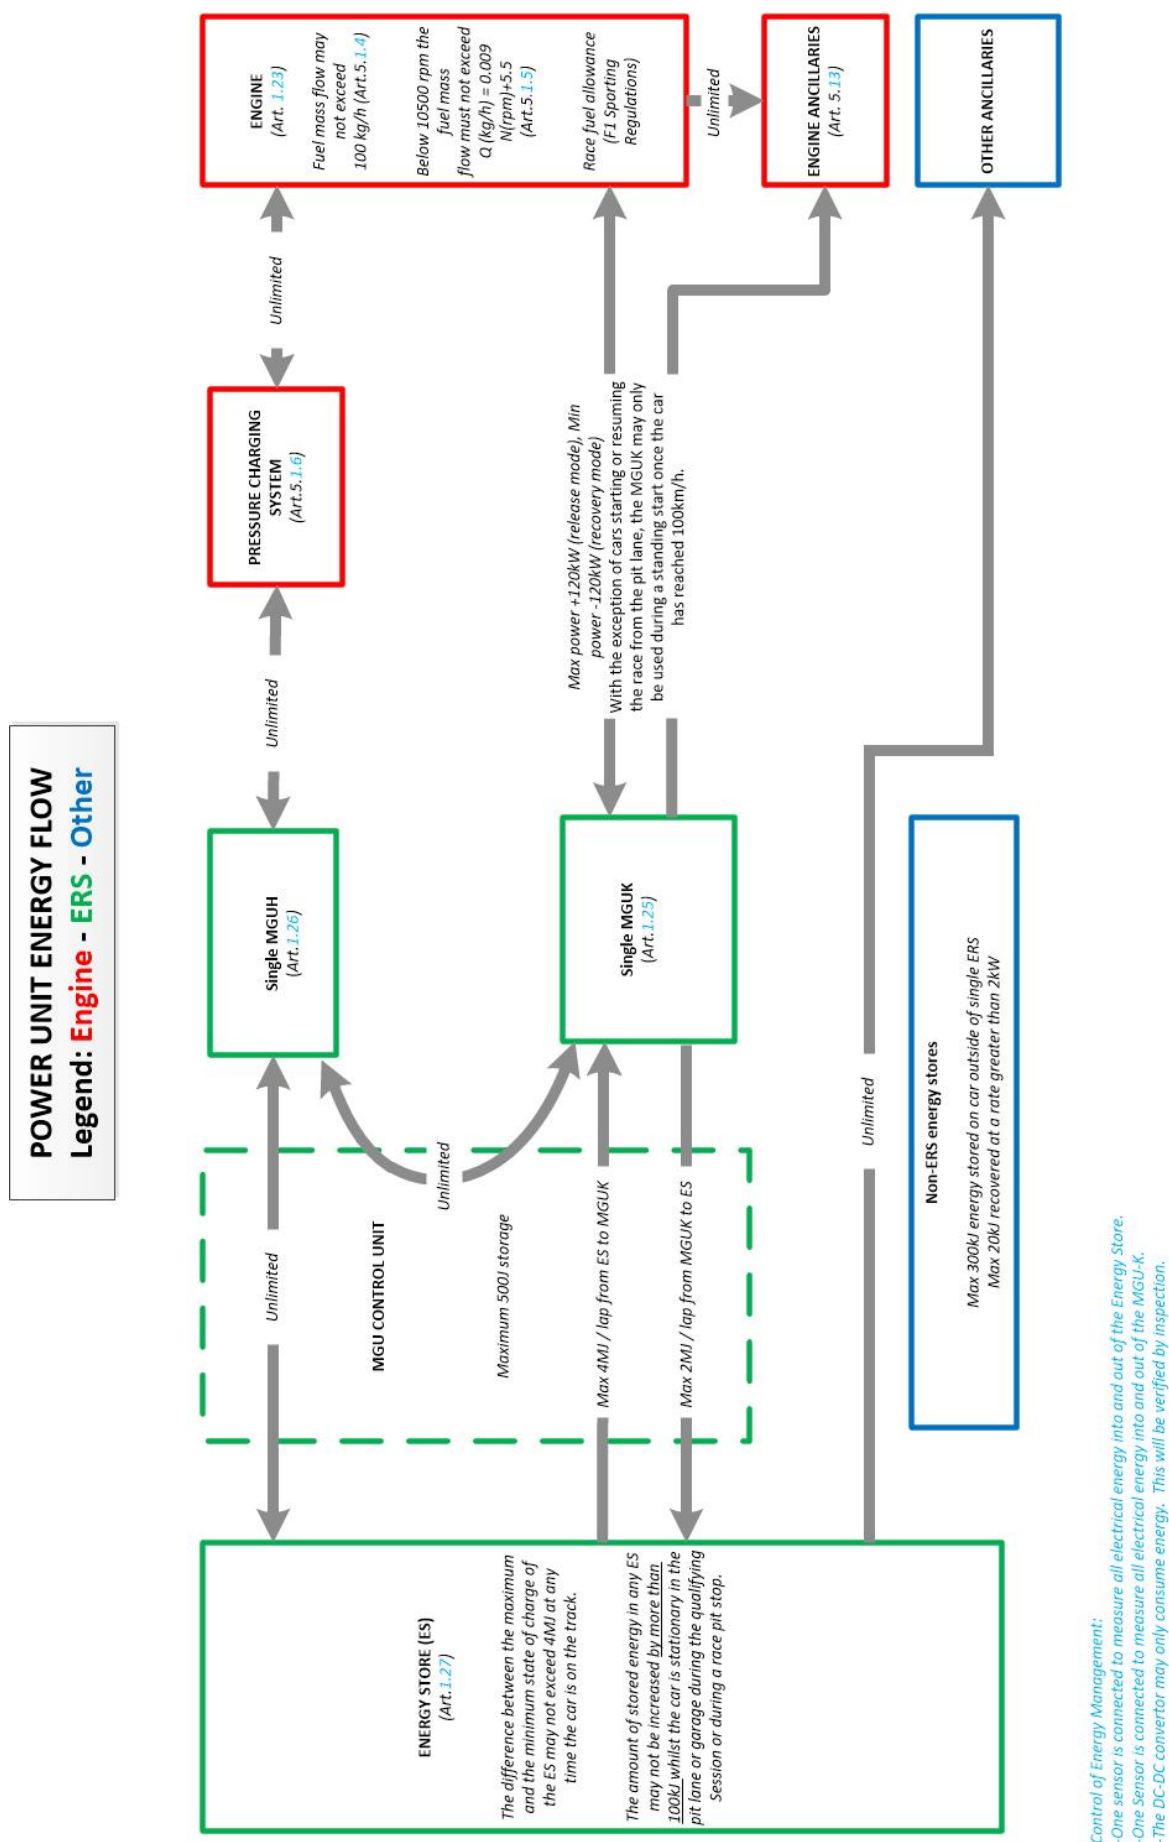 POWER UNIT ENERGY FLOW
Legend: Engine - ERS - Other
ENERGY STORE (ES)
(Art.1.27)
The difference between the maximum
and the minimum state of charge of
the ES may not exceed 4MJ at any
time the car is on the track.
The amount of stored energy in any ES
may not be increased by more than
100kJ whilst the car is stationary in the
pit lane or garage during the qualifying
Session or during a race pit stop.
Unlimited
MGU CONTROL UNIT
Maximum 500J storage
Unlimited
Max 4MJ / lap from ES to MGUK
Max 2MJ / lap from MGUK to ES
Single MGUH
(Art.1.26)
Single MGUK
(Art.1.25)
Unlimited
PRESSURE CHARGING
SYSTEM
(Art.5.1.6)
Unlimited
Max power +120kW (release mode), Min
power -120kW (recovery mode)
With the exception of cars starting or resuming
the race from the pit lane, the MGUK may only
be used during a standing start once the car
has reached 100km/h.
ENGINE
(Art. 1.23)
Fuel mass flow may
not exceed
100 kg/h (Art.5.1.4)
Below 10500 rpm the
fuel mass
flow must not exceed
Q (kg/h) = 0.009
N(rpm)+5.5
(Art.5.1.5)
Race fuel allowance
(F1 Sporting
Regulations)
Unlimited
ENGINE ANCILLARIES
(Art. 5.13)
OTHER ANCILLARIES
Unlimited
Non-ERS energy stores
Max 300kJ energy stored on car outside of single ERS
Max 20kJ recovered at a rate greater than 2kW
Control of Energy Management:
-One sensor is connected to measure all electrical energy into and out of the Energy Store.
-One Sensor is connected to measure all electrical energy into and out of the MGU-K.
The DC-DC convertor may only consume energy. This will be verified by inspection.